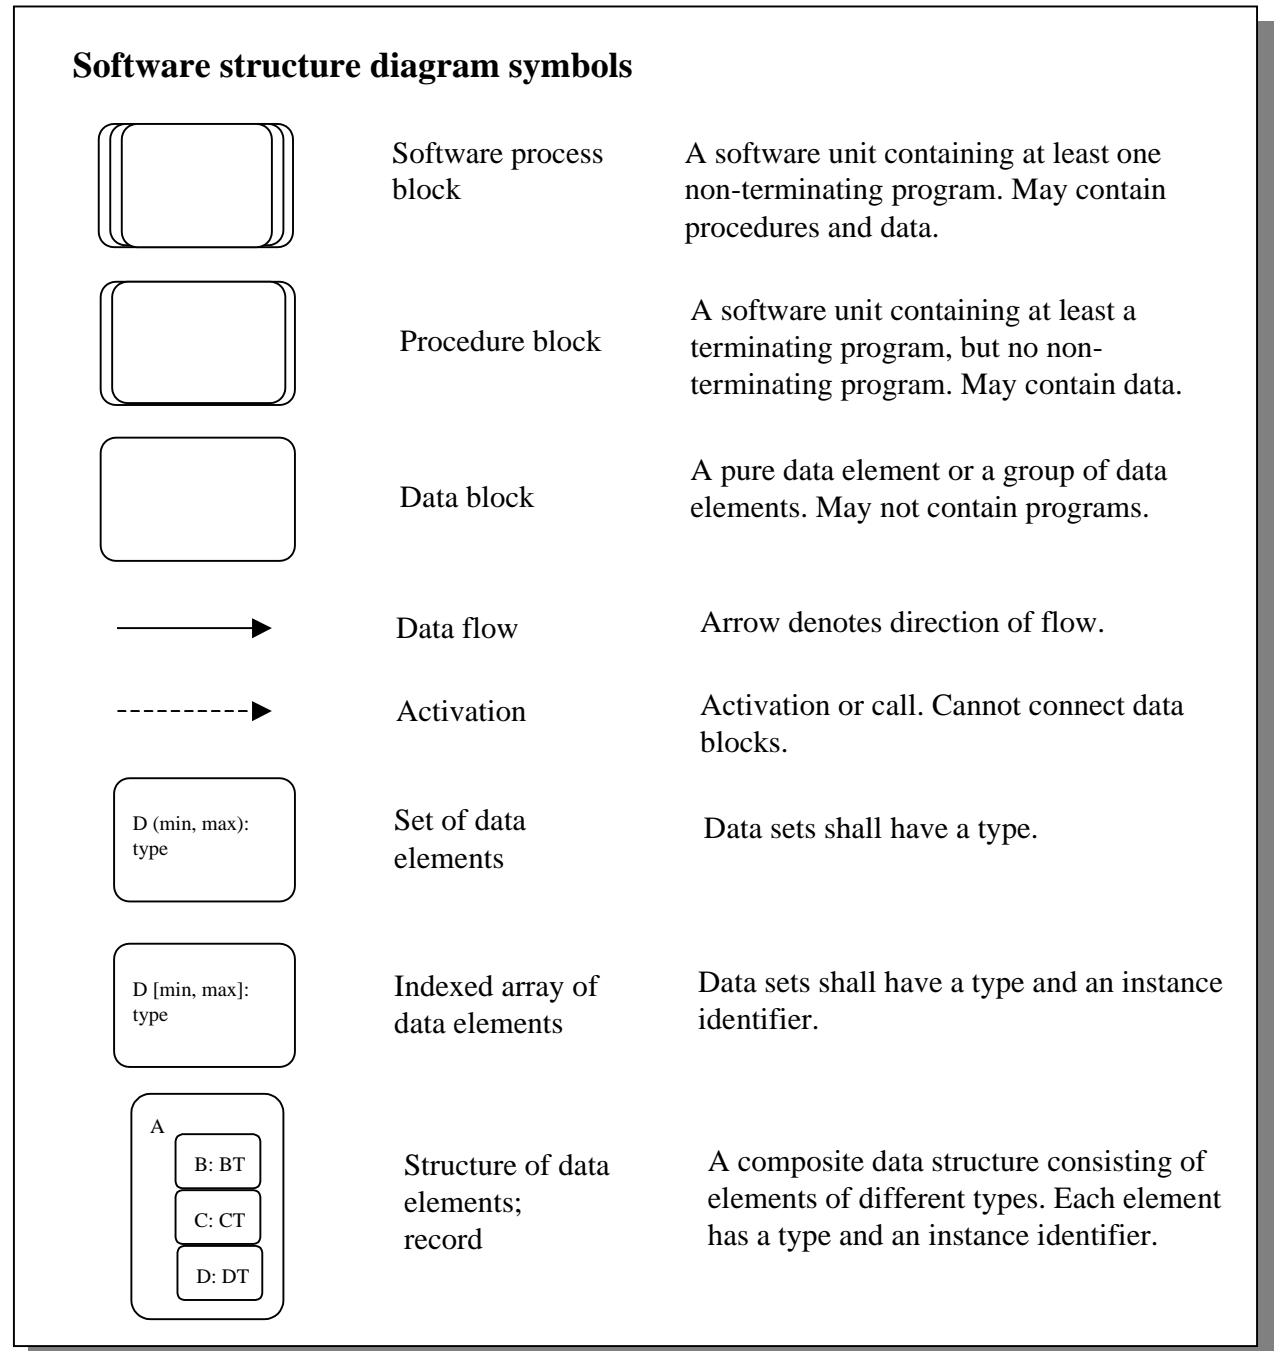 Software structure diagram symbols
Software process
block
A software unit containing at least one
non-terminating program. May contain
procedures and data.
Procedure block
A software unit containing at least a
terminating program, but no non-
terminating program. May contain data.
Data block
A pure data element or a group of data
elements. May not contain programs.
Data flow
Arrow denotes direction of flow.
Activation
Activation or call. Cannot connect data
blocks.
D (min, max):
type
Set of data
elements
Data sets shall have a type.
D [min, max]:
type
Indexed array of
data elements
Data sets shall have a type and an instance
identifier.
A
B: BT
C: CT
D: DT
Structure of data
elements;
record
A composite data structure consisting of
elements of different types. Each element
has a type and an instance identifier.